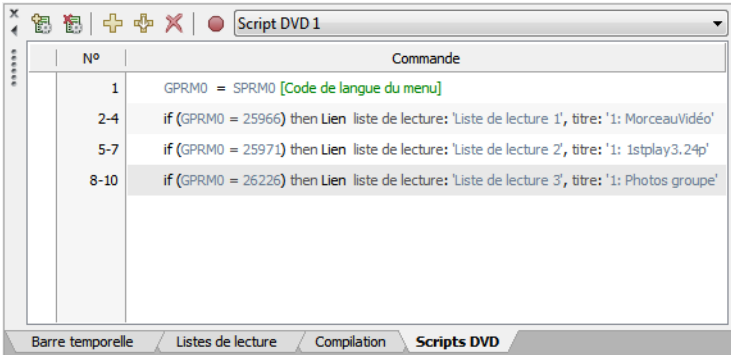 Script DVD 1
Nº Commande
1 GPRM0 = SPRM0 [Code de langue du menu]
2-4 if (GPRM0 = 25966) then Lien liste de lecture: 'Liste de lecture 1', titre: '1: MorceauVidéo'
5-7 if (GPRM0 = 25971) then Lien liste de lecture: 'Liste de lecture 2', titre: '1: 1stplay3.24p'
8-10 if (GPRM0 = 26226) then Lien liste de lecture: 'Liste de lecture 3', titre: '1: Photos groupe'
Barre temporelle Listes de lecture Compilation Scripts DVD